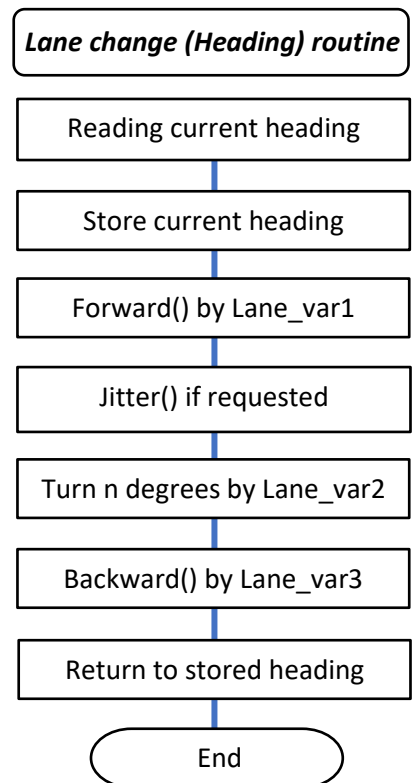 Lane change (Heading) routine
Reading current heading
Store current heading
Forward() by Lane_var1
Jitter() if requested
Turn n degrees by Lane_var2
Backward() by Lane_var3
Return to stored heading
End